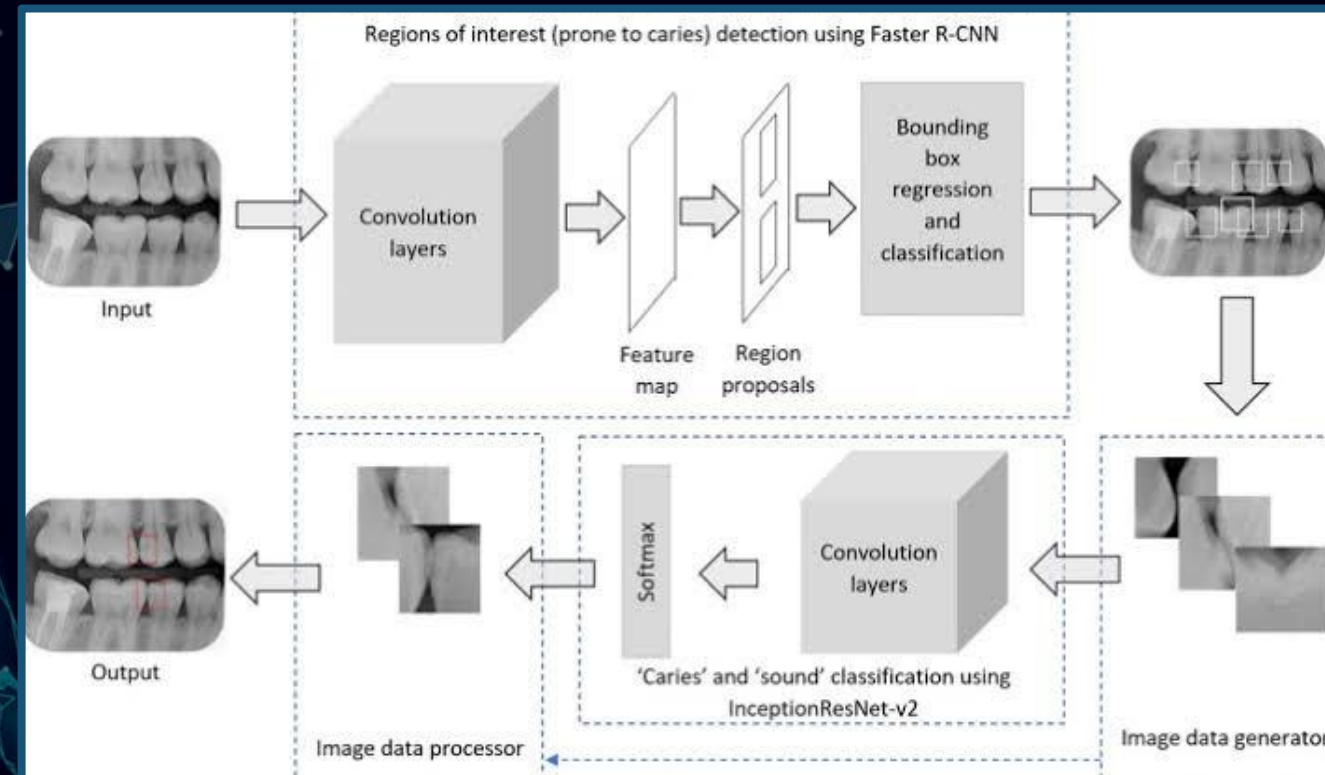 Regions of interest (prone to caries) detection using Faster R-CNN
Input
Convolution
layers
Feature
map
Region
proposals
Bounding
box
regression
and
classification
Image data generator
Convolution
layers
Softmax
'Caries' and 'sound' classification using
InceptionResNet-v2
Image data processor
Output